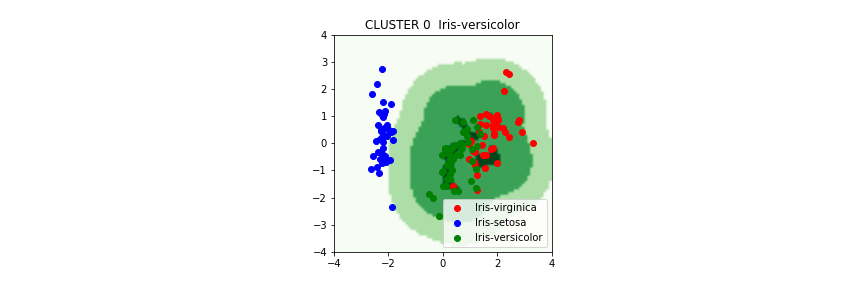 CLUSTER 0  Iris-versicolor
4
3
2
1
0
−1
−2
−3
−4
Iris-virginica
Iris-setosa
Iris-versicolor
−4 −2 0 2 4